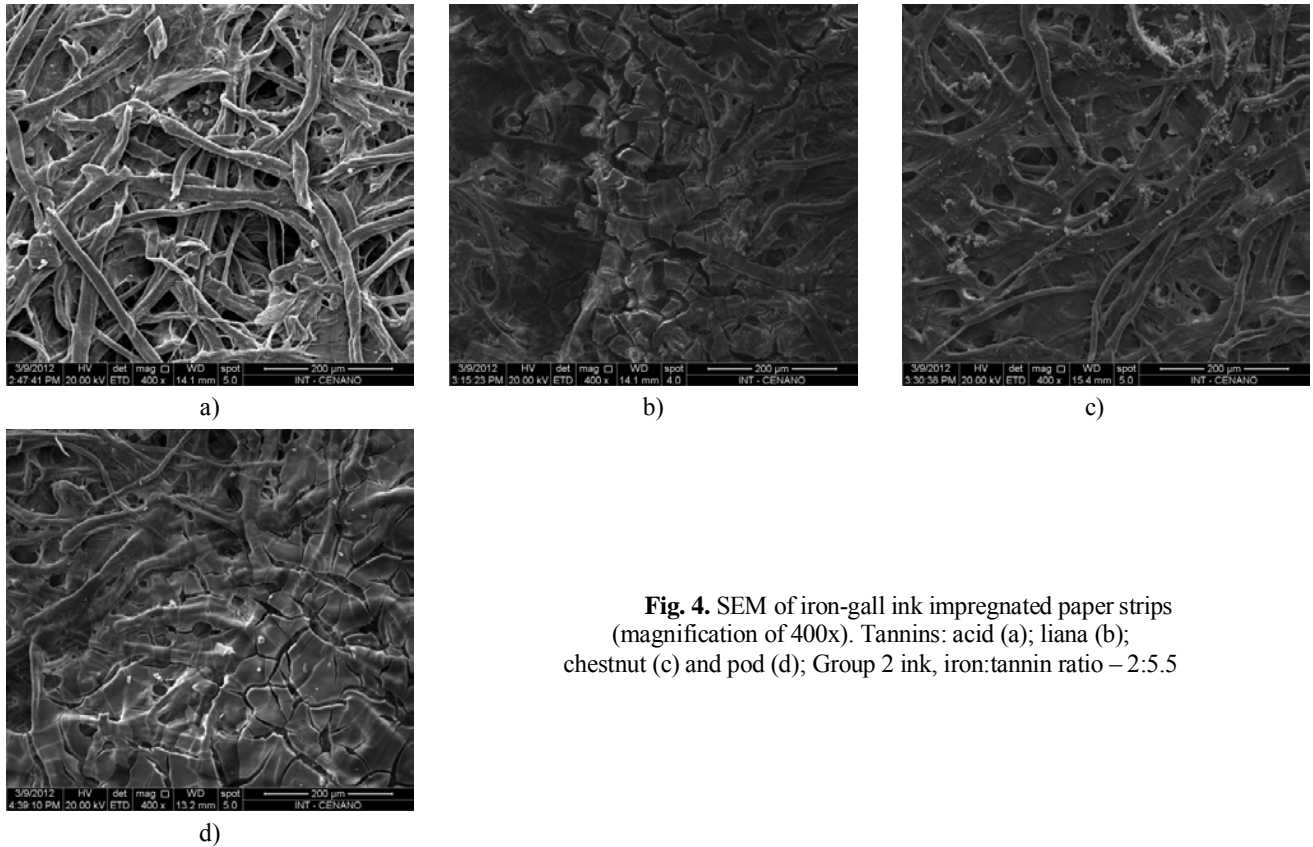 3/9/2012 HV det mag □ WD spot 200 µm
2:47:41 PM 20.00 kV ETD 400 x 14.1 mm 5.0 INT - CENANO
a)
3/9/2012 HV det mag □ WD spot 200 µm
3:15:23 PM 20.00 kV ETD 400 x 14.1 mm 4.0 INT - CENANO
b)
3/9/2012 HV det mag □ WD spot 200 µm
3:30:38 PM 20.00 kV ETD 400 x 15.4 mm 5.0 INT - CENANO
c)
3/9/2012 HV det mag □ WD spot 200 µm
4:39:10 PM 20.00 kV ETD 400 x 13.2 mm 5.0 INT - CENANO
d)
Fig. 4. SEM of iron-gall ink impregnated paper strips
(magnification of 400x). Tannins: acid (a); liana (b);
chestnut (c) and pod (d); Group 2 ink, iron:tannin ratio – 2:5.5